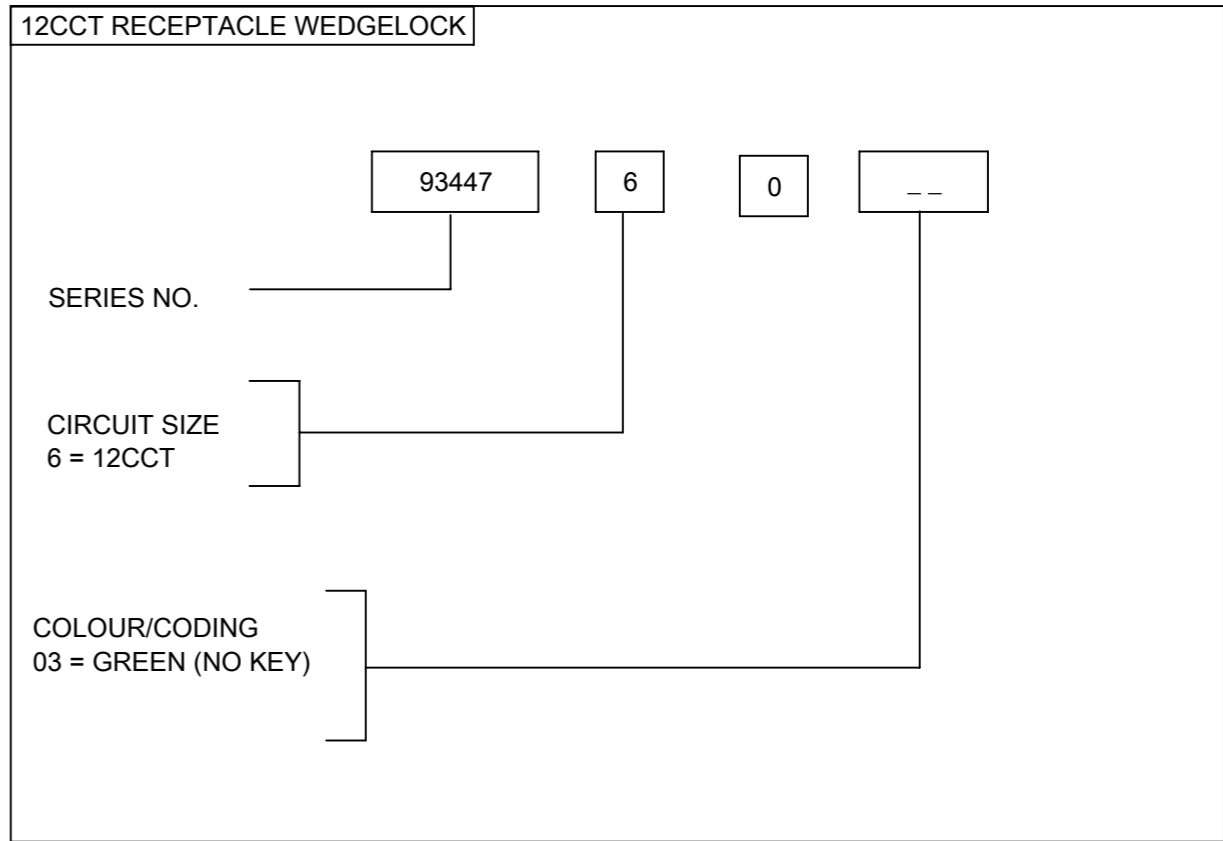 12CCT RECEPTACLE WEDGELOCK
93447 6 0 _ _
SERIES NO.
CIRCUIT SIZE
6 = 12CCT
COLOUR/CODING
03 = GREEN (NO KEY)